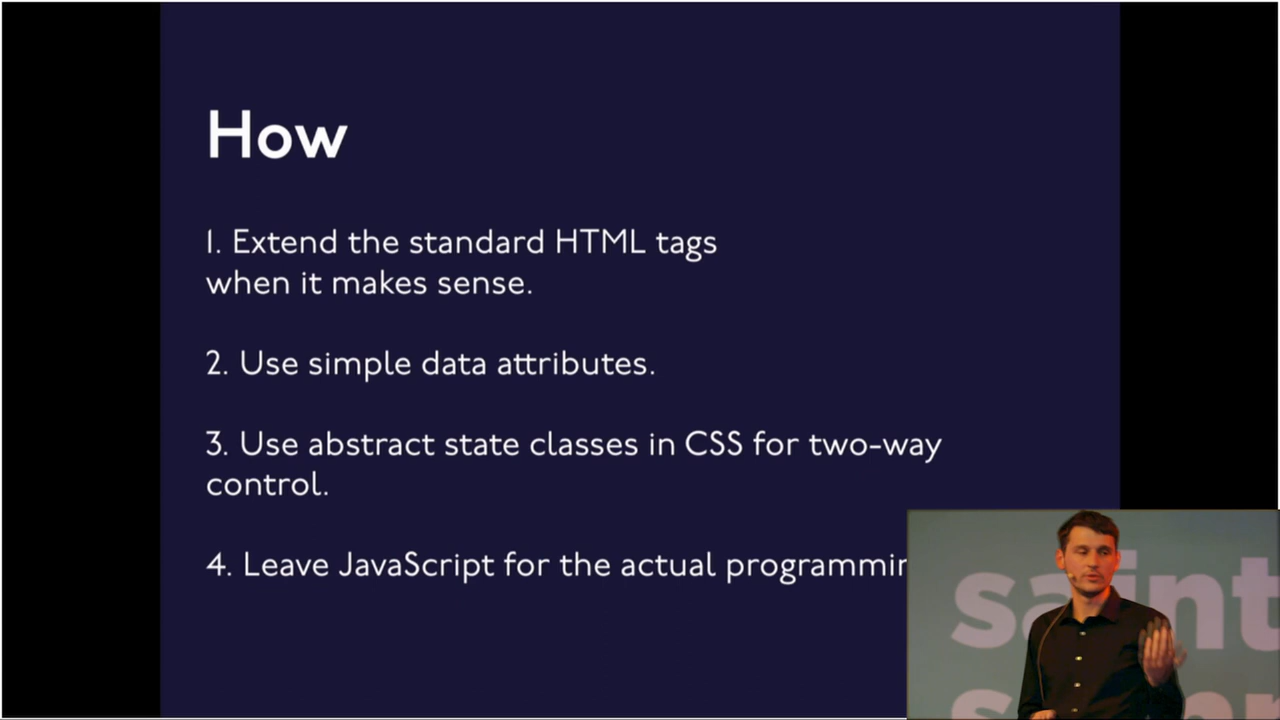 How
1. Extend the standard HTML tags
when it makes sense.
2. Use simple data attributes.
3. Use abstract state classes in CSS for two-way
control.
4. Leave JavaScript for the actual
saint